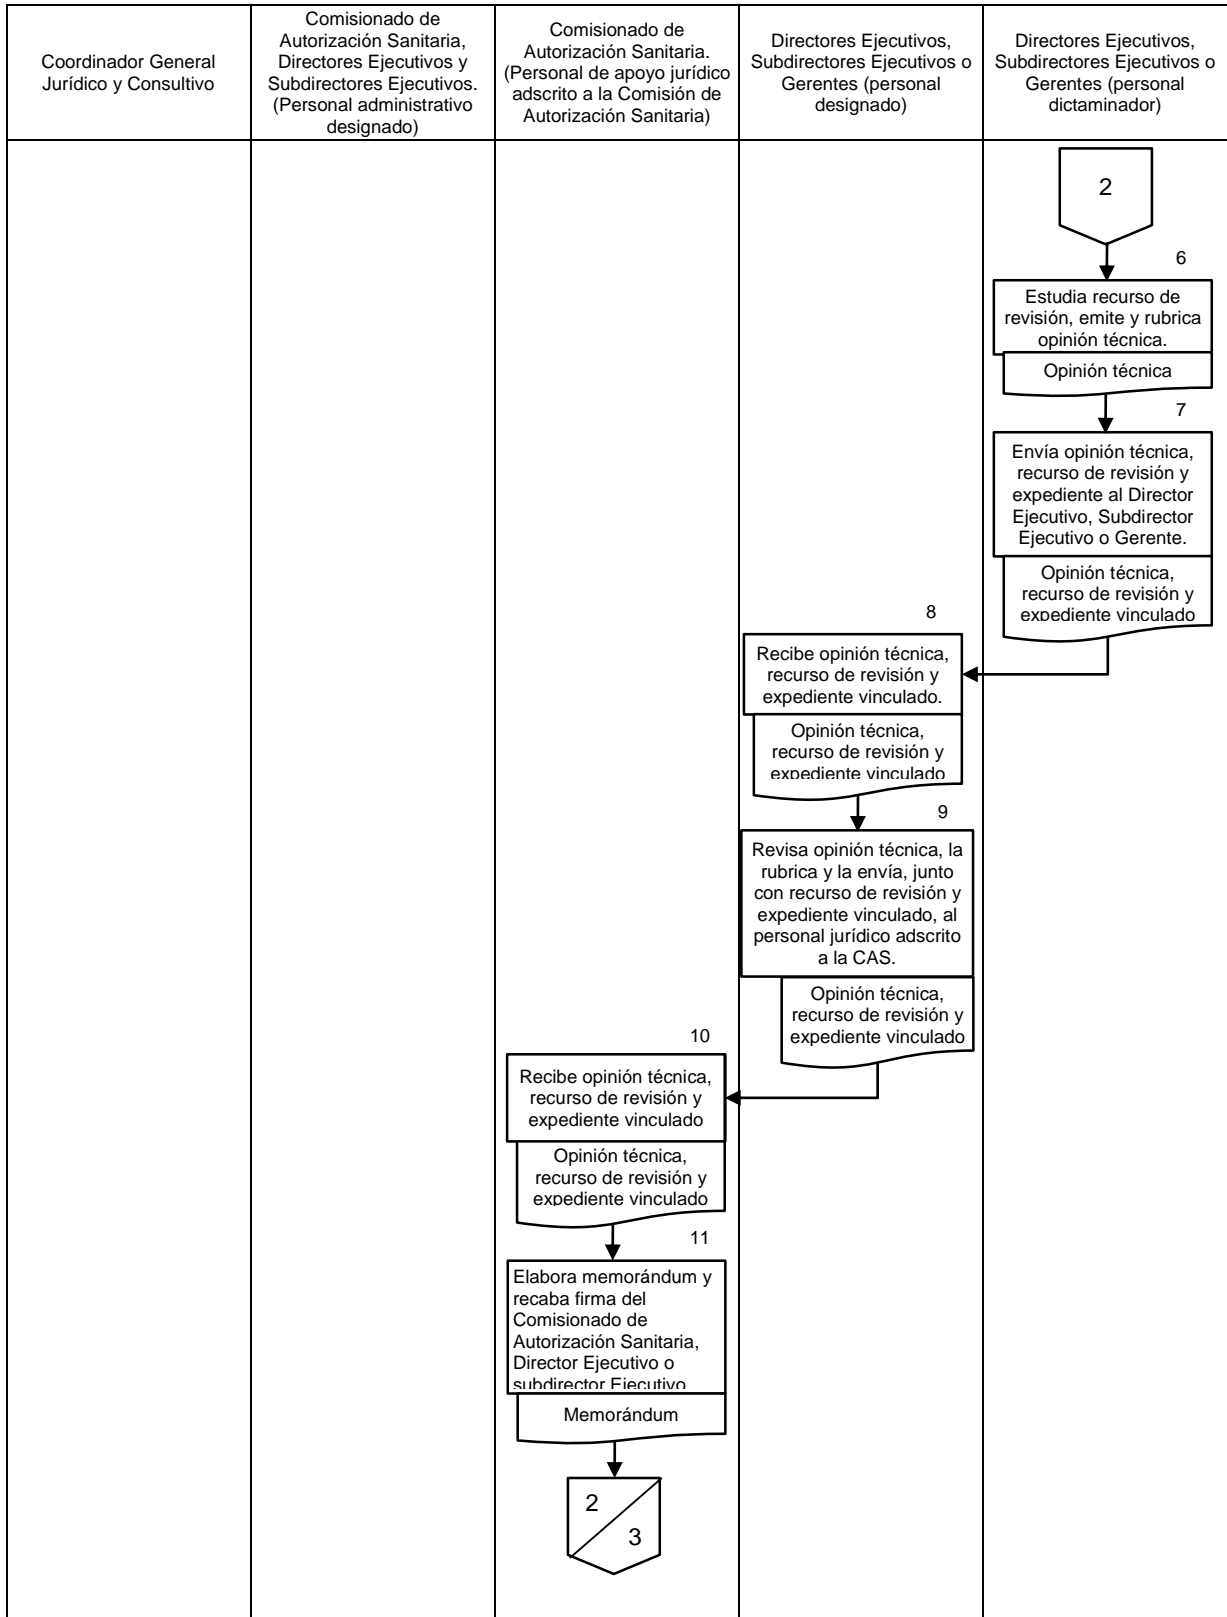 Coordinador General
Jurídico y Consultivo
Comisionado de
Autorización Sanitaria,
Directores Ejecutivos y
Subdirectores Ejecutivos.
(Personal administrativo
designado)
Comisionado de
Autorización Sanitaria.
(Personal de apoyo jurídico
adscrito a la Comisión de
Autorización Sanitaria)
Directores Ejecutivos,
Subdirectores Ejecutivos o
Gerentes (personal
designado)
Directores Ejecutivos,
Subdirectores Ejecutivos o
Gerentes (personal
dictaminador)
2
6
Estudia recurso de
revisión, emite y rubrica
opinión técnica.
Opinión técnica
7
Envía opinión técnica,
recurso de revisión y
expediente al Director
Ejecutivo, Subdirector
Ejecutivo o Gerente.
Opinión técnica,
recurso de revisión y
expediente vinculado
8
Recibe opinión técnica,
recurso de revisión y
expediente vinculado.
Opinión técnica,
recurso de revisión y
expediente vinculado
9
Revisa opinión técnica, la
rubrica y la envía, junto
con recurso de revisión y
expediente vinculado, al
personal jurídico adscrito
a la CAS.
Opinión técnica,
recurso de revisión y
expediente vinculado
10
Recibe opinión técnica,
recurso de revisión y
expediente vinculado
Opinión técnica,
recurso de revisión y
expediente vinculado
11
Elabora memorándum y
recaba firma del
Comisionado de
Autorización Sanitaria,
Director Ejecutivo o
subdirector Ejecutivo
Memorándum
2
3